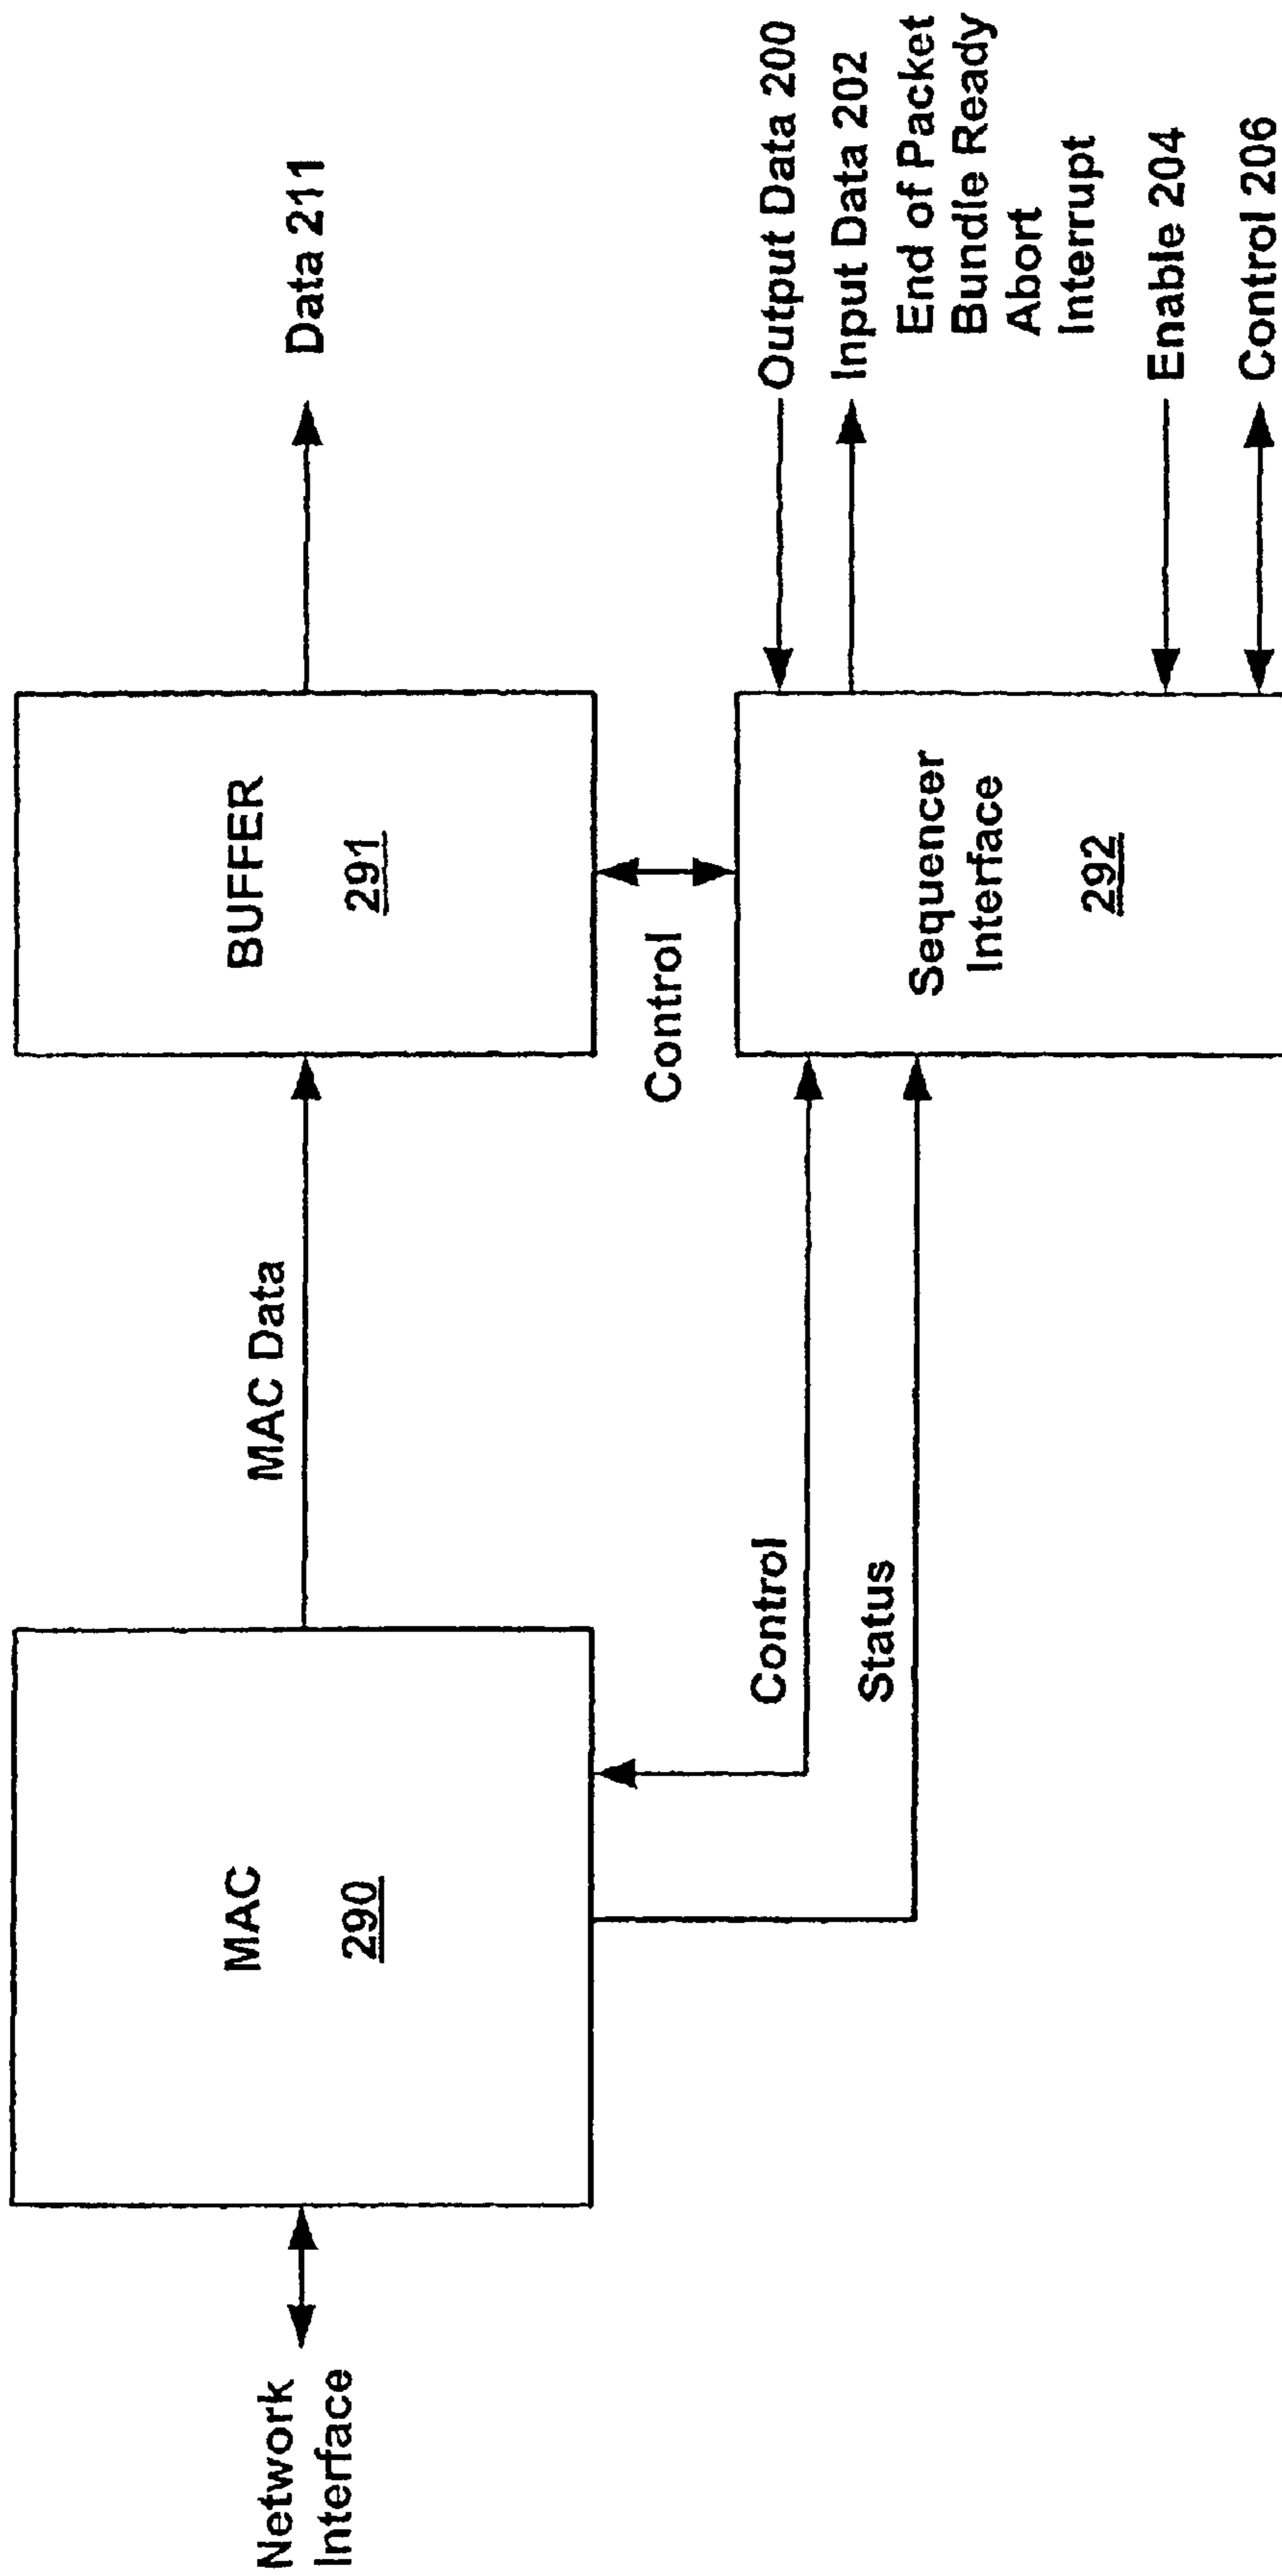 Network
Interface
MAC
290
MAC Data
BUFFER
291
Data 211
Control
Status
Control
Sequencer
Interface
292
Output Data 200
Input Data 202
End of Packet
Bundle Ready
Abort
Interrupt
Enable 204
Control 206